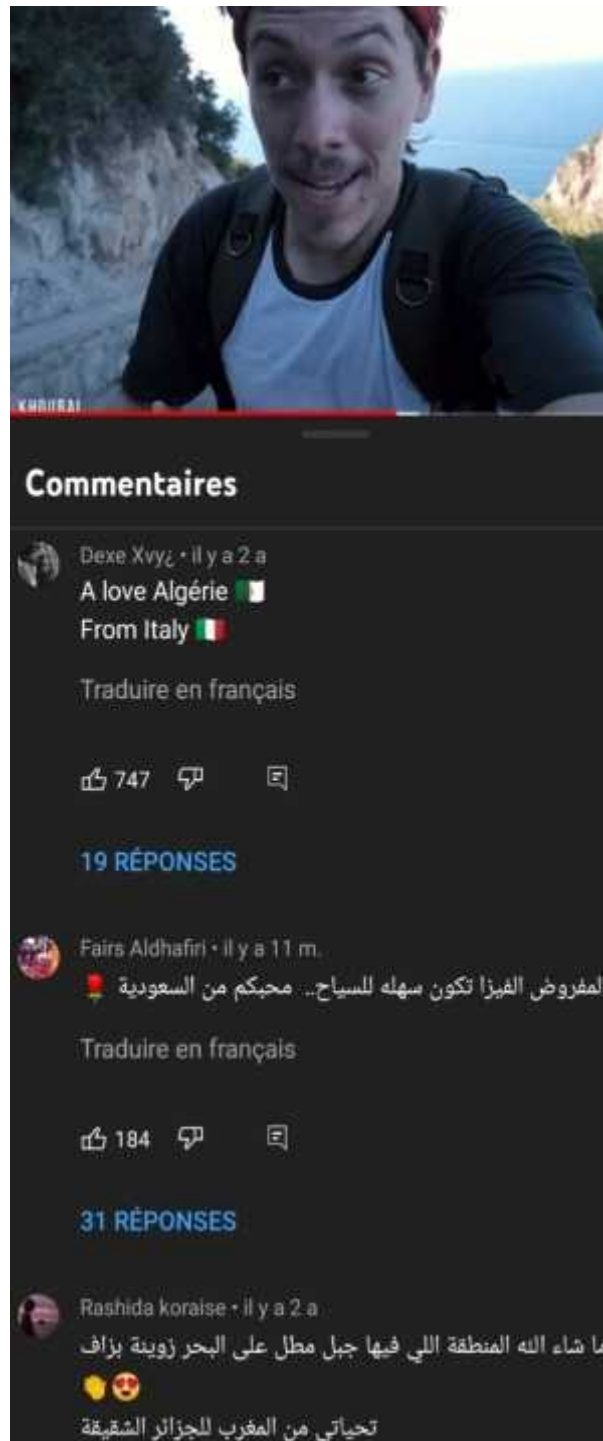 KHOUBAI
Commentaires
Dexe Xvy¿ • il y a 2 a
A love Algérie 🇩🇿
From Italy 🇮🇹
Traduire en français
747
19 RÉPONSES
Fairs Aldhafiri • il y a 11 m.
المفروض الفيزا تكون سهله للسياح.. محبكم من السعودية 🌹
Traduire en français
184
31 RÉPONSES
Rashida koraise • il y a 2 a
ما شاء الله المنطقة اللي فيها جبل مطل على البحر زوينة بزاف
👏😍
تحياتي من المغرب للجزائر الشقيقة